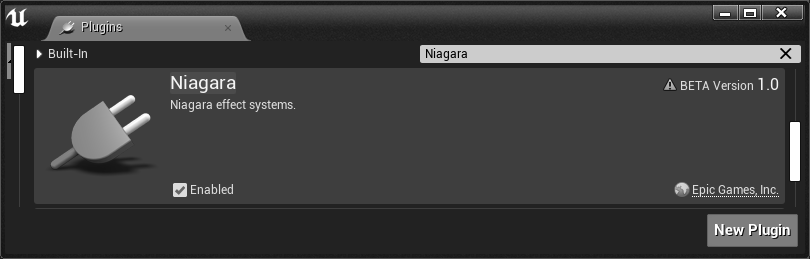 Plugins
Built-In
Niagara
Niagara
BETA Version 1.0
Niagara effect systems.
Enabled
Epic Games, Inc.
New Plugin